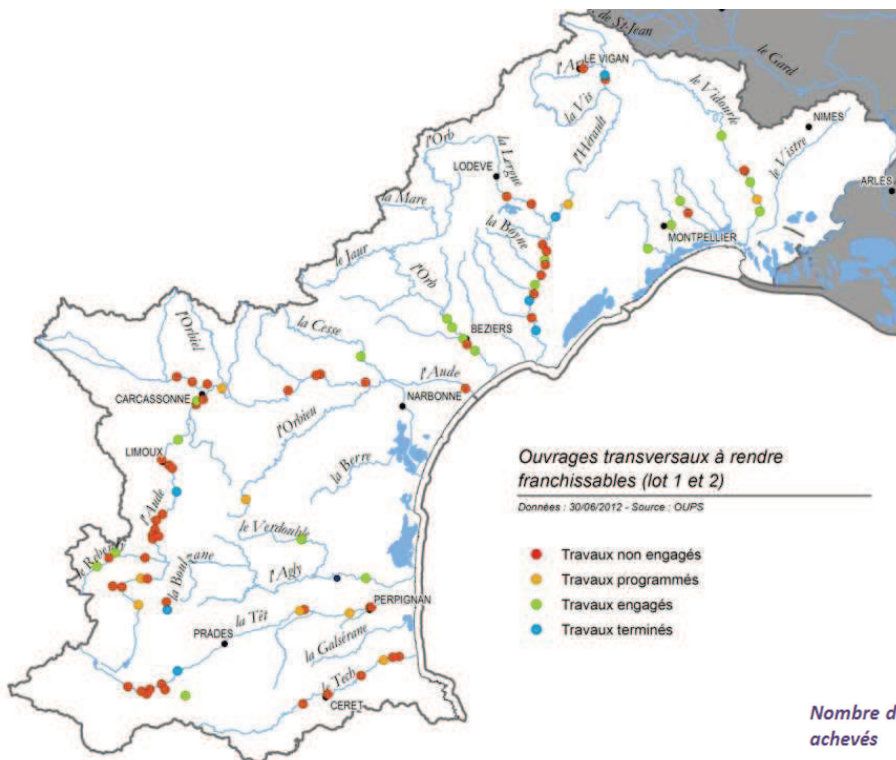 de St-Jean
le Gard
LE VIGAN
la Vis
l'Hérault
le Vidourle
NIMES
le Vistre
ARLES
l'Orb
la Lergue
LODEVE
la Mare
la Boyne
MONTPELLIER
le Jaur
l'Orb
BEZIERS
l'Orbiel
la Cesse
l'Aude
CARCASSONNE
NARBONNE
l'Orbieu
LIMOUX
la Berre
l'Aude
le Verdouble
la Boulzane
l'Agly
PERPIGNAN
la Têt
PRADES
la Galsérane
le Tech
CERET
Ouvrages transversaux à rendre
franchissables (lot 1 et 2)
Données : 30/06/2012 - Source : OUPS
Travaux non engagés
Travaux programmés
Travaux engagés
Travaux terminés
Nombre d
achevés